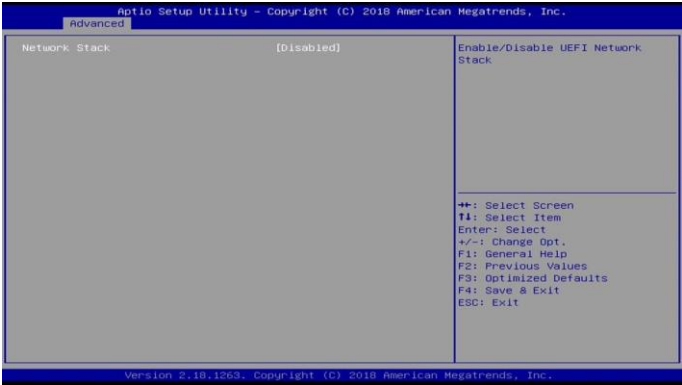 Aptio Setup Utility – Copyright (C) 2018 American Megatrends, Inc.
Advanced
Network Stack [Disabled]
Enable/Disable UEFI Network
Stack
→←: Select Screen
↑↓: Select Item
Enter: Select
+/-: Change Opt.
F1: General Help
F2: Previous Values
F3: Optimized Defaults
F4: Save & Exit
ESC: Exit
Version 2.18.1263. Copyright (C) 2018 American Megatrends, Inc.